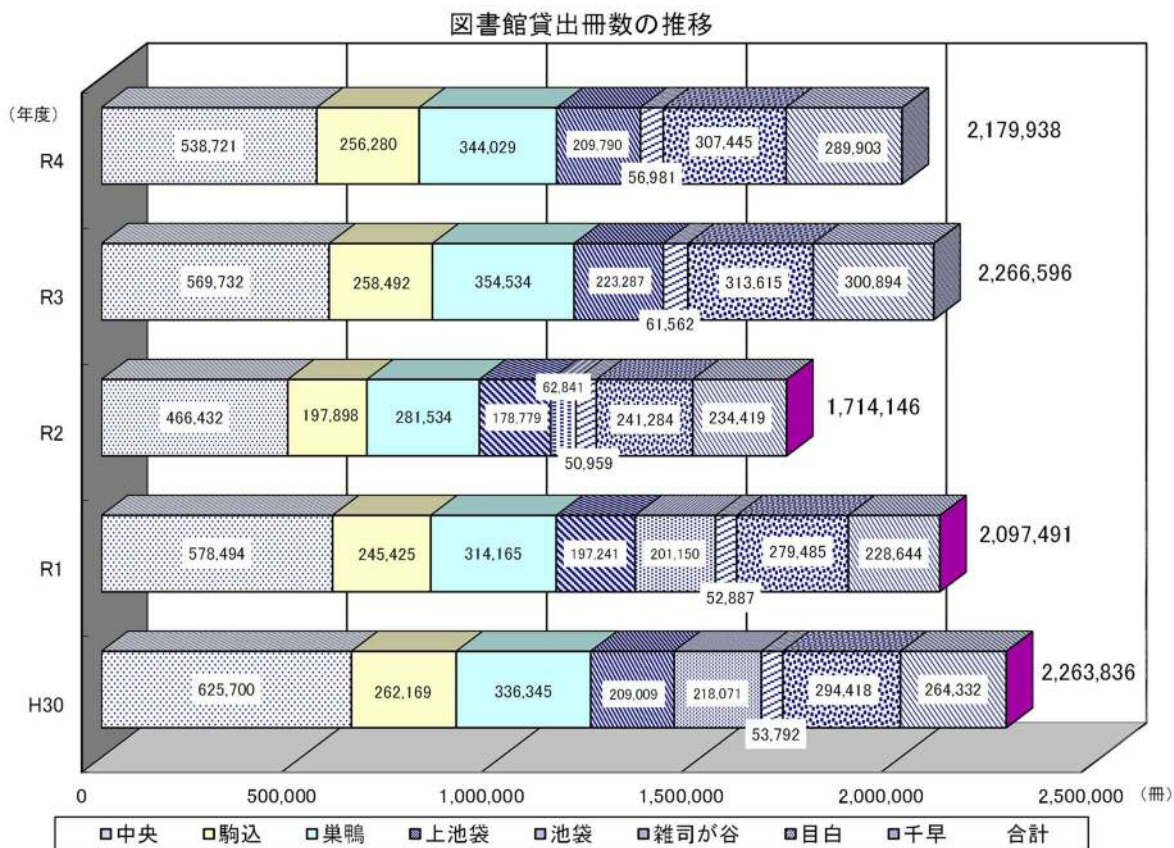 図書館貸出冊数の推移
(年度)
R4 538,721 256,280 344,029 209,790 56,981 307,445 289,903 2,179,938
R3 569,732 258,492 354,534 223,287 61,562 313,615 300,894 2,266,596
R2 466,432 197,898 281,534 178,779 62,841 50,959 241,284 234,419 1,714,146
R1 578,494 245,425 314,165 197,241 201,150 52,887 279,485 228,644 2,097,491
H30 625,700 262,169 336,345 209,009 218,071 53,792 294,418 264,332 2,263,836
0 500,000 1,000,000 1,500,000 2,000,000 2,500,000 (冊)
中央 駒込 巣鴨 上池袋 池袋 雑司が谷 目白 千早 合計